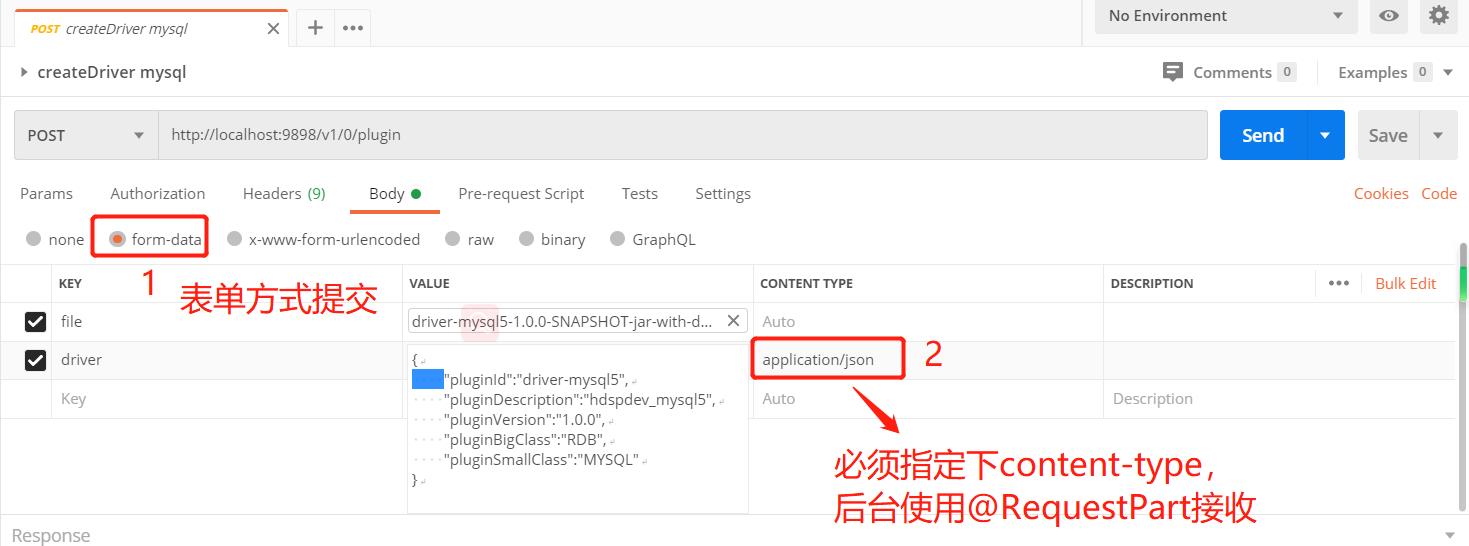 POST createDriver mysql
No Environment
createDriver mysql
Comments 0
Examples 0
POST
http://localhost:9898/v1/0/plugin
Send
Save
Params
Authorization
Headers (9)
Body
Pre-request Script
Tests
Settings
Cookies
Code
none
form-data
x-www-form-urlencoded
raw
binary
GraphQL
1
表单方式提交
KEY
VALUE
CONTENT TYPE
DESCRIPTION
Bulk Edit
file
driver-mysql5-1.0.0-SNAPSHOT-jar-with-d...
Auto
driver
{
"pluginId":"driver-mysql5",
"pluginDescription":"hdspdev_mysql5",
"pluginVersion":"1.0.0",
"pluginBigClass":"RDB",
"pluginSmallClass":"MYSQL"
}
application/json
2
Key
Auto
Description
必须指定下content-type，
后台使用@RequestPart接收
Response